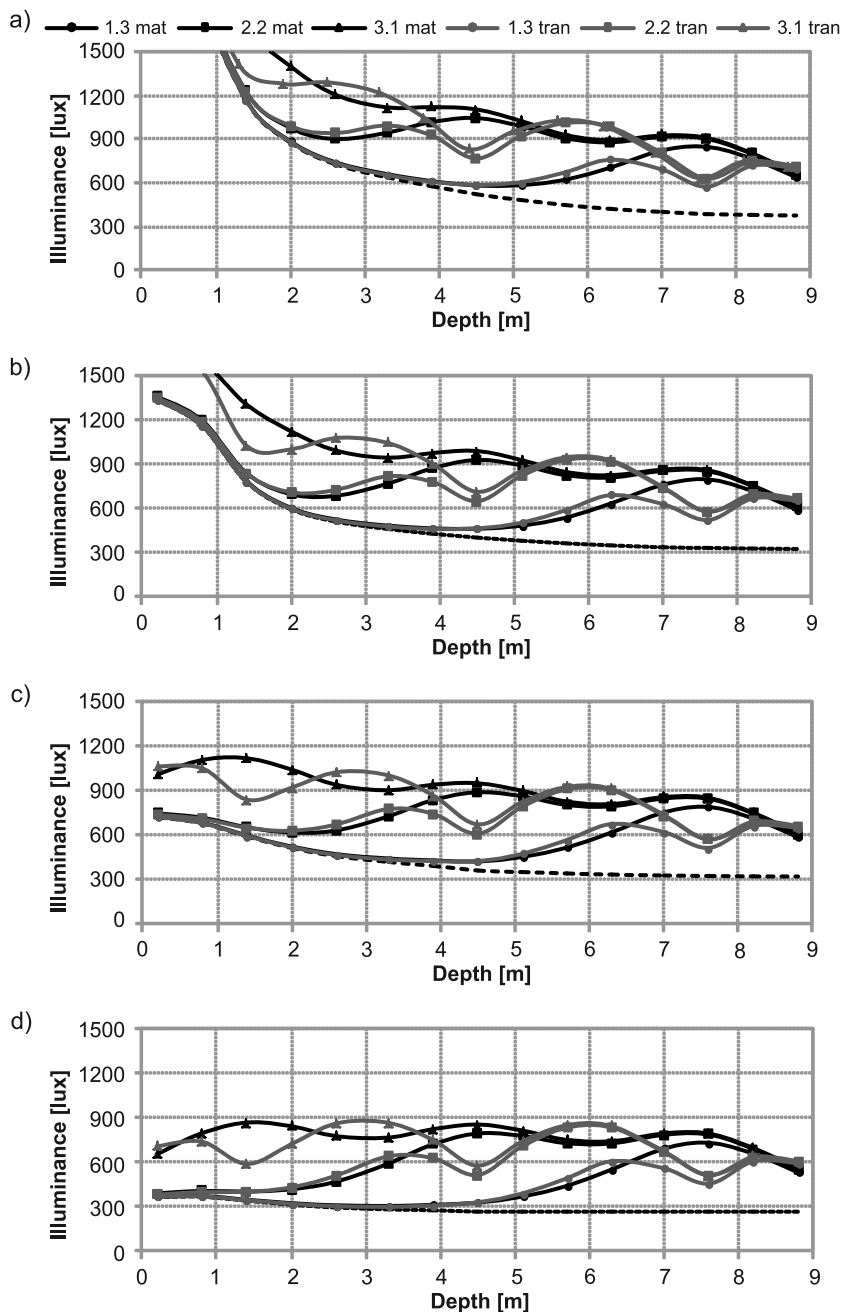 a) 1.3 mat 2.2 mat 3.1 mat 1.3 tran 2.2 tran 3.1 tran
1500
1200
900
600
300
0
Illuminance [lux]
0 1 2 3 4 5 6 7 8 9
Depth [m]
b)
1500
1200
900
600
300
0
Illuminance [lux]
0 1 2 3 4 5 6 7 8 9
Depth [m]
c)
1500
1200
900
600
300
0
Illuminance [lux]
0 1 2 3 4 5 6 7 8 9
Depth [m]
d)
1500
1200
900
600
300
0
Illuminance [lux]
0 1 2 3 4 5 6 7 8 9
Depth [m]